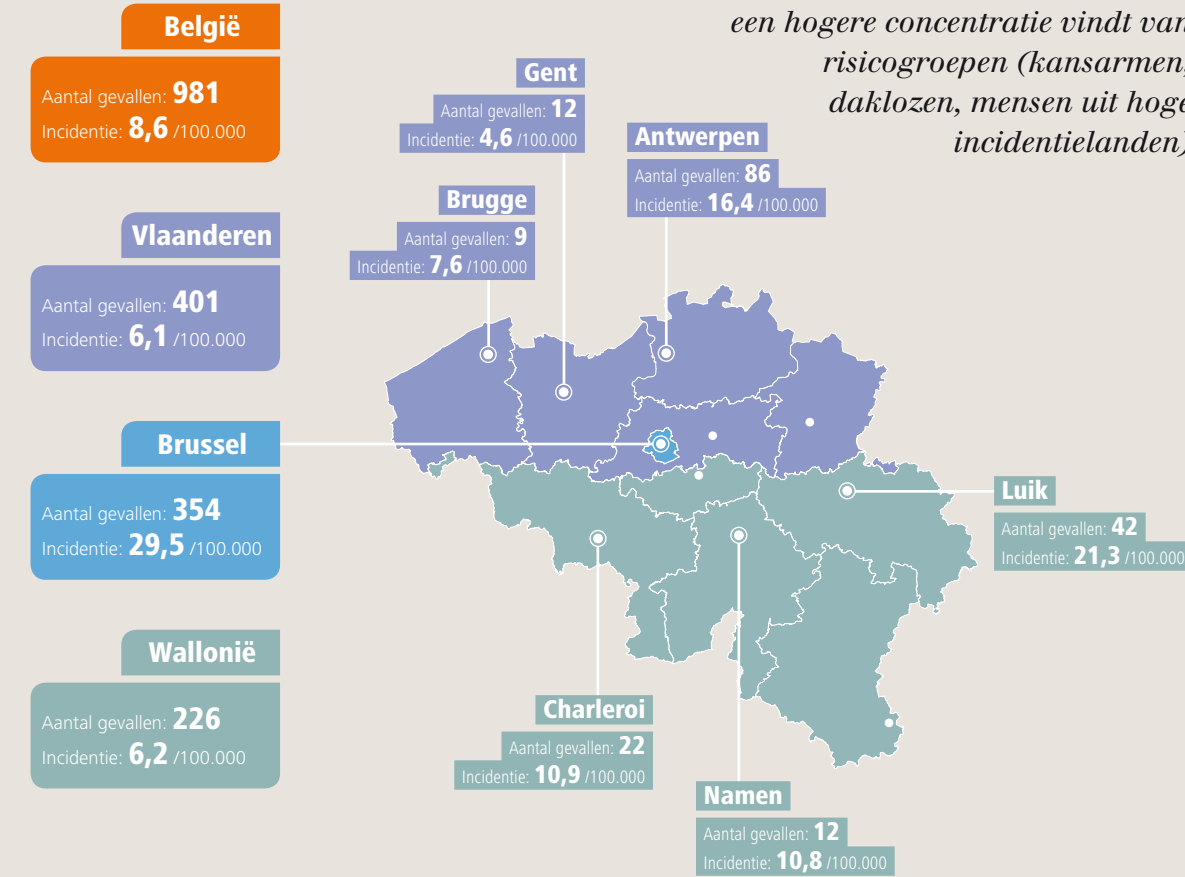 een hogere concentratie vindt van
risicogroepen (kansarmen,
daklozen, mensen uit hoge
incidentielanden)
België
Aantal gevallen: 981
Incidentie: 8,6 /100.000
Vlaanderen
Aantal gevallen: 401
Incidentie: 6,1 /100.000
Brussel
Aantal gevallen: 354
Incidentie: 29,5 /100.000
Wallonië
Aantal gevallen: 226
Incidentie: 6,2 /100.000
Gent
Aantal gevallen: 12
Incidentie: 4,6 /100.000
Antwerpen
Aantal gevallen: 86
Incidentie: 16,4 /100.000
Brugge
Aantal gevallen: 9
Incidentie: 7,6 /100.000
Luik
Aantal gevallen: 42
Incidentie: 21,3 /100.000
Charleroi
Aantal gevallen: 22
Incidentie: 10,9 /100.000
Namen
Aantal gevallen: 12
Incidentie: 10,8 /100.000